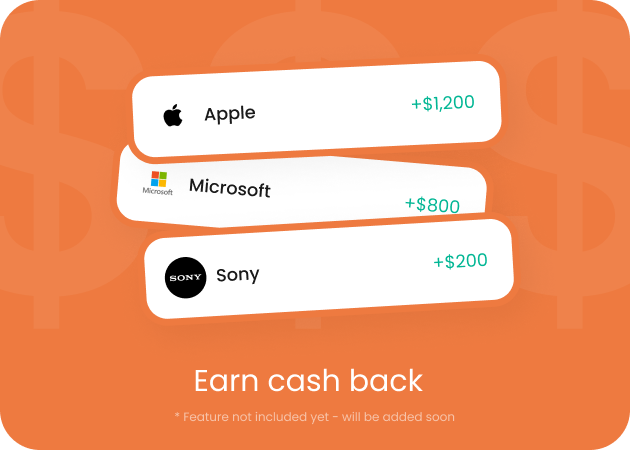 Apple +$1,200
Microsoft Microsoft +$800
SONY Sony +$200
Earn cash back
* Feature not included yet - will be added soon